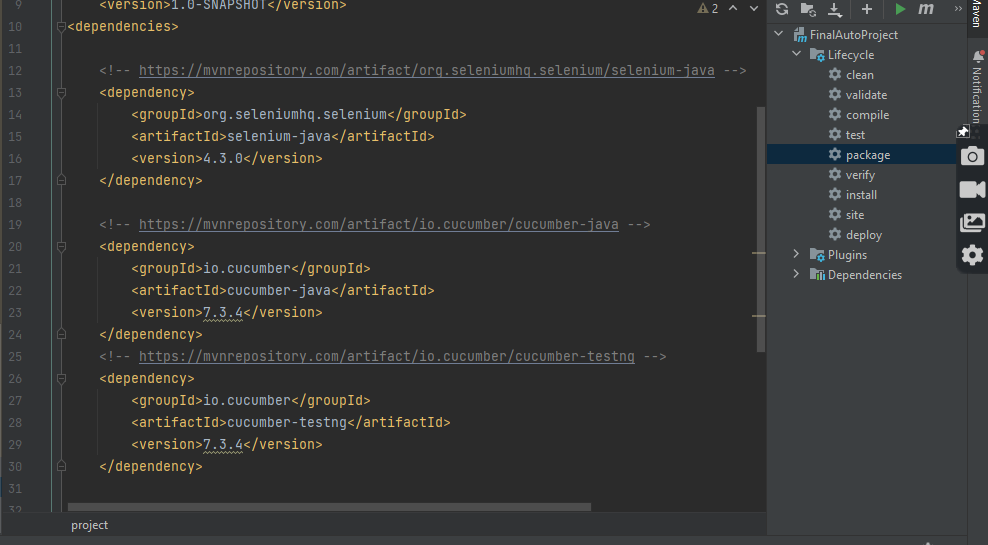 9 <version>1.0-SNAPSHOT</version>
10 <dependencies>
11
12 <!-- https://mvnrepository.com/artifact/org.seleniumhq.selenium/selenium-java -->
13 <dependency>
14 <groupId>org.seleniumhq.selenium</groupId>
15 <artifactId>selenium-java</artifactId>
16 <version>4.3.0</version>
17 </dependency>
18
19 <!-- https://mvnrepository.com/artifact/io.cucumber/cucumber-java -->
20 <dependency>
21 <groupId>io.cucumber</groupId>
22 <artifactId>cucumber-java</artifactId>
23 <version>7.3.4</version>
24 </dependency>
25 <!-- https://mvnrepository.com/artifact/io.cucumber/cucumber-testng -->
26 <dependency>
27 <groupId>io.cucumber</groupId>
28 <artifactId>cucumber-testng</artifactId>
29 <version>7.3.4</version>
30 </dependency>
31
32
2
project
m
FinalAutoProject
Lifecycle
clean
validate
compile
test
package
verify
install
site
deploy
Plugins
Dependencies
Maven
Notification